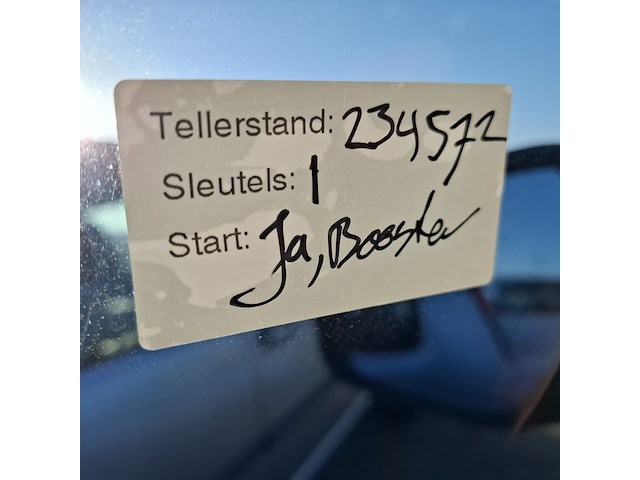 Tellerstand: 234572
Sleutels: 1
Start: Ja, Booster